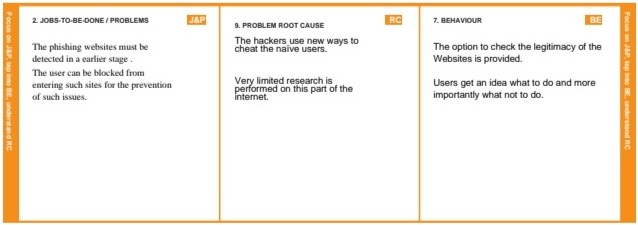 Focus on J&P, tap into BE, understand RC
2. JOBS-TO-BE-DONE / PROBLEMS
J&P
The phishing websites must be
detected in a earlier stage .
The user can be blocked from
entering such sites for the prevention
of such issues.
9. PROBLEM ROOT CAUSE
RC
The hackers use new ways to
cheat the naïve users.
Very limited research is
performed on this part of the
internet.
7. BEHAVIOUR
BE
The option to check the legitimacy of the
Websites is provided.
Users get an idea what to do and more
importantly what not to do.
Focus on J&P, tap into BE, understand RC